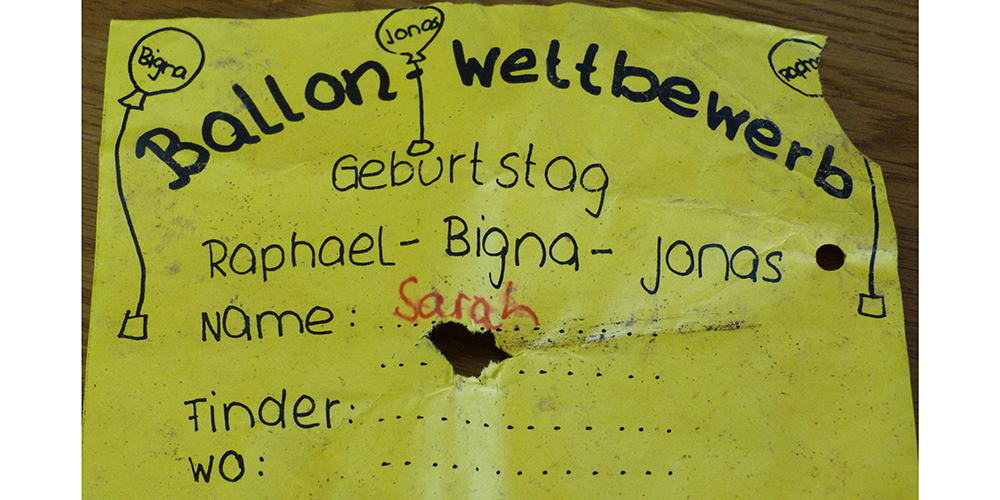 Bigna
Jonas
Ballon-Wettbewerb
Geburtstag
Raphael - Bigna - Jonas
Name: Sarah
Finder:
Wo: